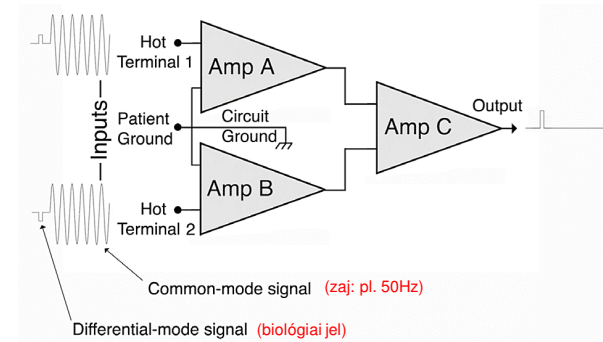 Hot
Terminal 1
Amp A
Inputs
Patient
Ground
Circuit
Ground
Output
Amp C
Amp B
Hot
Terminal 2
Common-mode signal (zaj: pl. 50Hz)
Differential-mode signal (biológiai jel)